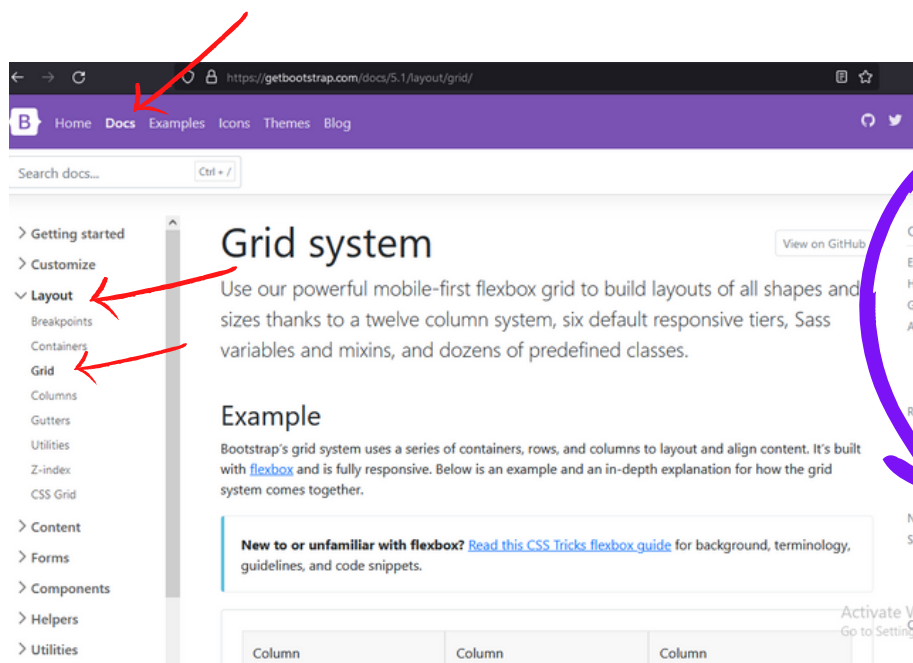 https://getbootstrap.com/docs/5.1/layout/grid/
B Home Docs Examples Icons Themes Blog
Search docs... Ctrl + /
Getting started
Customize
Layout
Breakpoints
Containers
Grid
Columns
Gutters
Utilities
Z-index
CSS Grid
Content
Forms
Components
Helpers
Utilities
Grid system
View on GitHub
Use our powerful mobile-first flexbox grid to build layouts of all shapes and
sizes thanks to a twelve column system, six default responsive tiers, Sass
variables and mixins, and dozens of predefined classes.
Example
Bootstrap's grid system uses a series of containers, rows, and columns to layout and align content. It's built
with flexbox and is fully responsive. Below is an example and an in-depth explanation for how the grid
system comes together.
New to or unfamiliar with flexbox? Read this CSS Tricks flexbox guide for background, terminology,
guidelines, and code snippets.
Column Column Column
Activate
Go to Setting